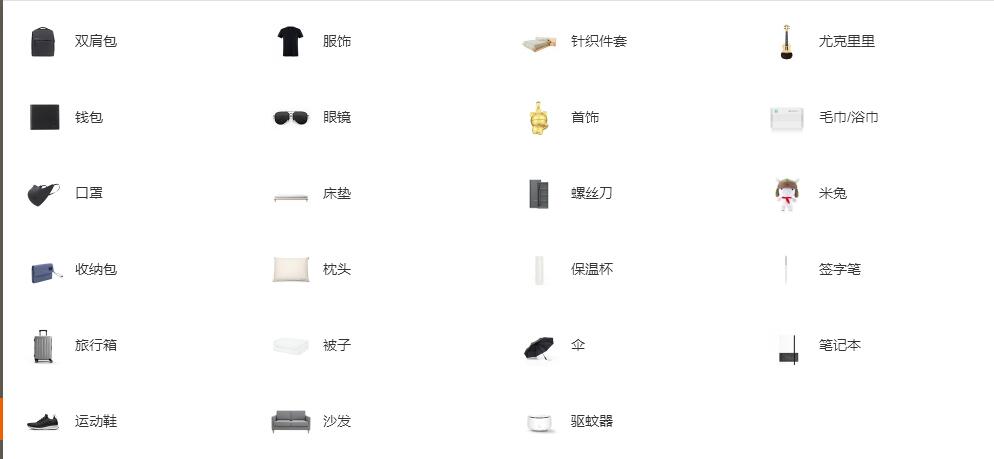 双肩包
服饰
针织件套
尤克里里
钱包
眼镜
首饰
毛巾/浴巾
口罩
床垫
螺丝刀
米兔
收纳包
枕头
保温杯
签字笔
旅行箱
被子
伞
笔记本
运动鞋
沙发
驱蚊器